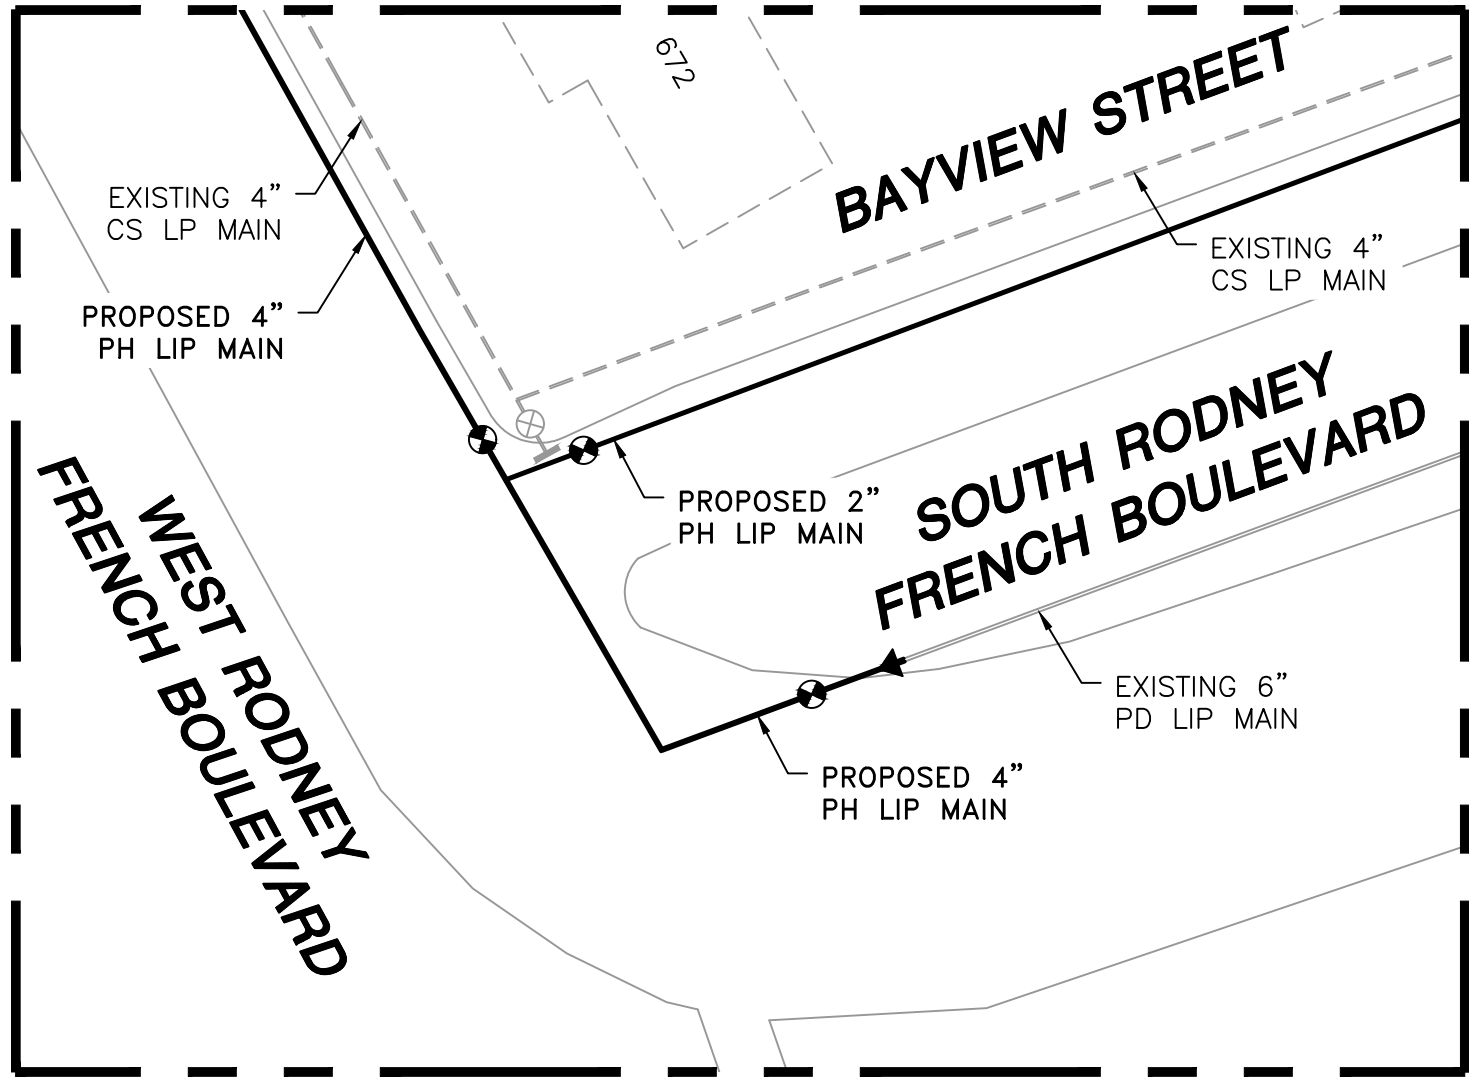 672
BAYVIEW STREET
EXISTING 4”
CS LP MAIN
PROPOSED 4”
PH LIP MAIN
EXISTING 4”
CS LP MAIN
SOUTH RODNEY
FRENCH BOULEVARD
PROPOSED 2”
PH LIP MAIN
WEST RODNEY
FRENCH BOULEVARD
EXISTING 6”
PD LIP MAIN
PROPOSED 4”
PH LIP MAIN